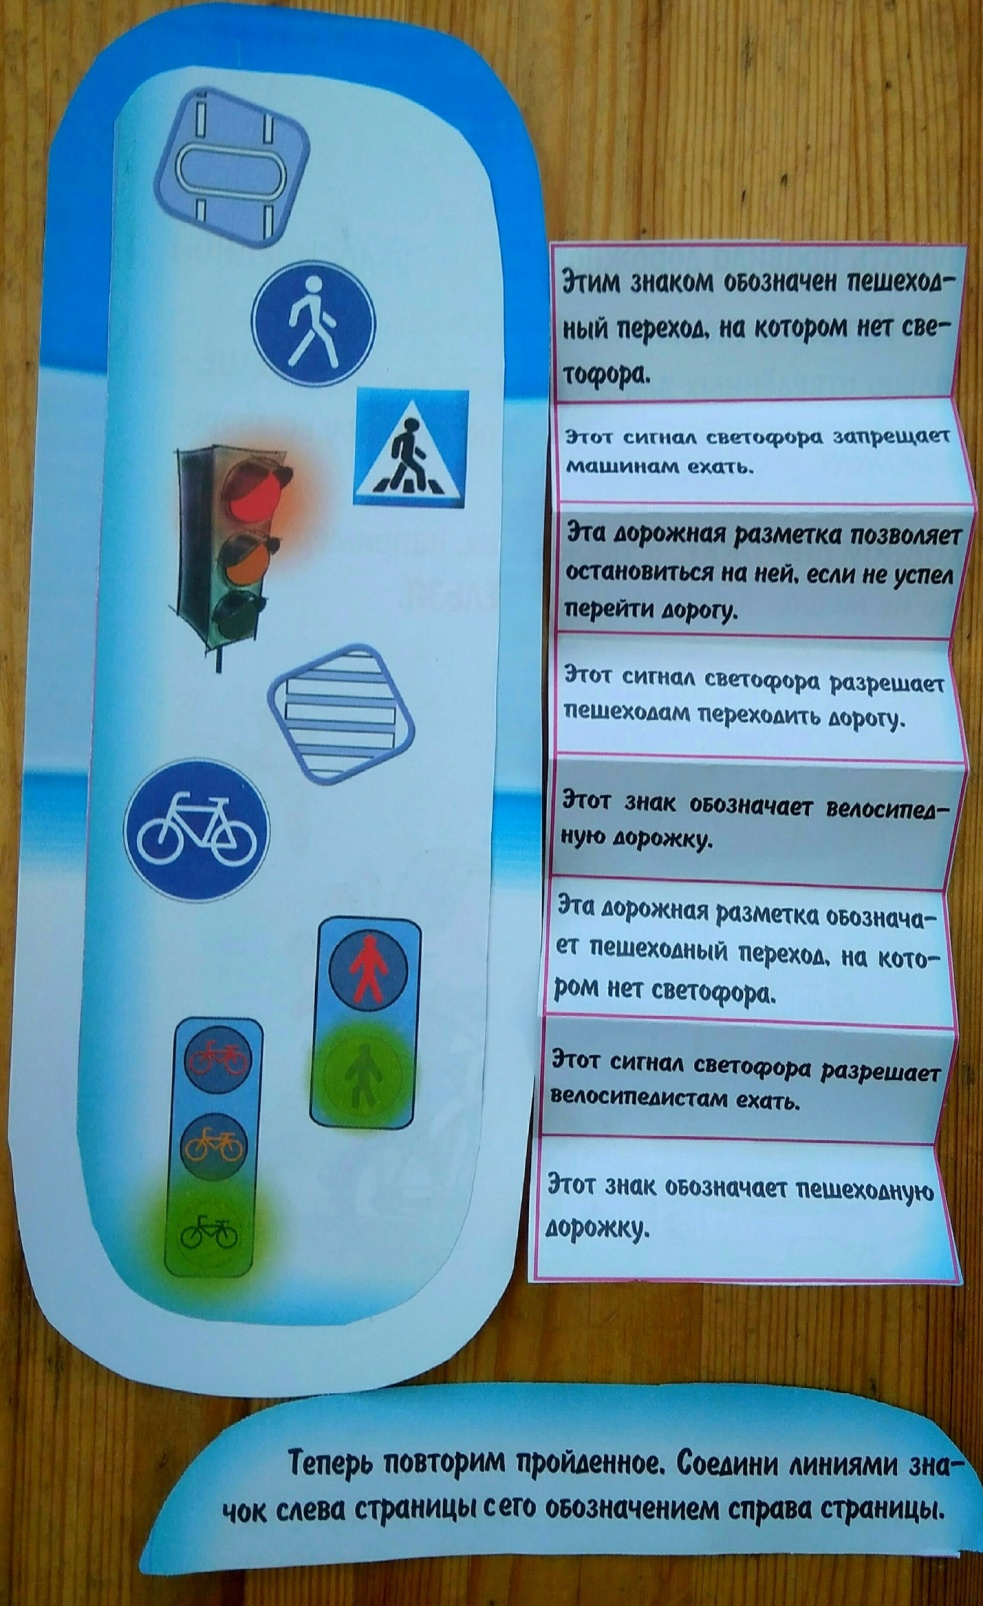 Этим знаком обозначен пешеход-
ный переход, на котором нет све-
тофора.
Этот сигнал светофора запрещает
машинам ехать.
Эта дорожная разметка позволяет
остановиться на ней, если не успел
перейти дорогу.
Этот сигнал светофора разрешает
пешеходам переходить дорогу.
Этот знак обозначает велосипед-
ную дорожку.
Эта дорожная разметка обознача-
ет пешеходный переход, на кото-
ром нет светофора.
Этот сигнал светофора разрешает
велосипедистам ехать.
Этот знак обозначает пешеходную
дорожку.
Теперь повторим пройденное. Соедини линиями зна-
чок слева страницы с его обозначением справа страницы.